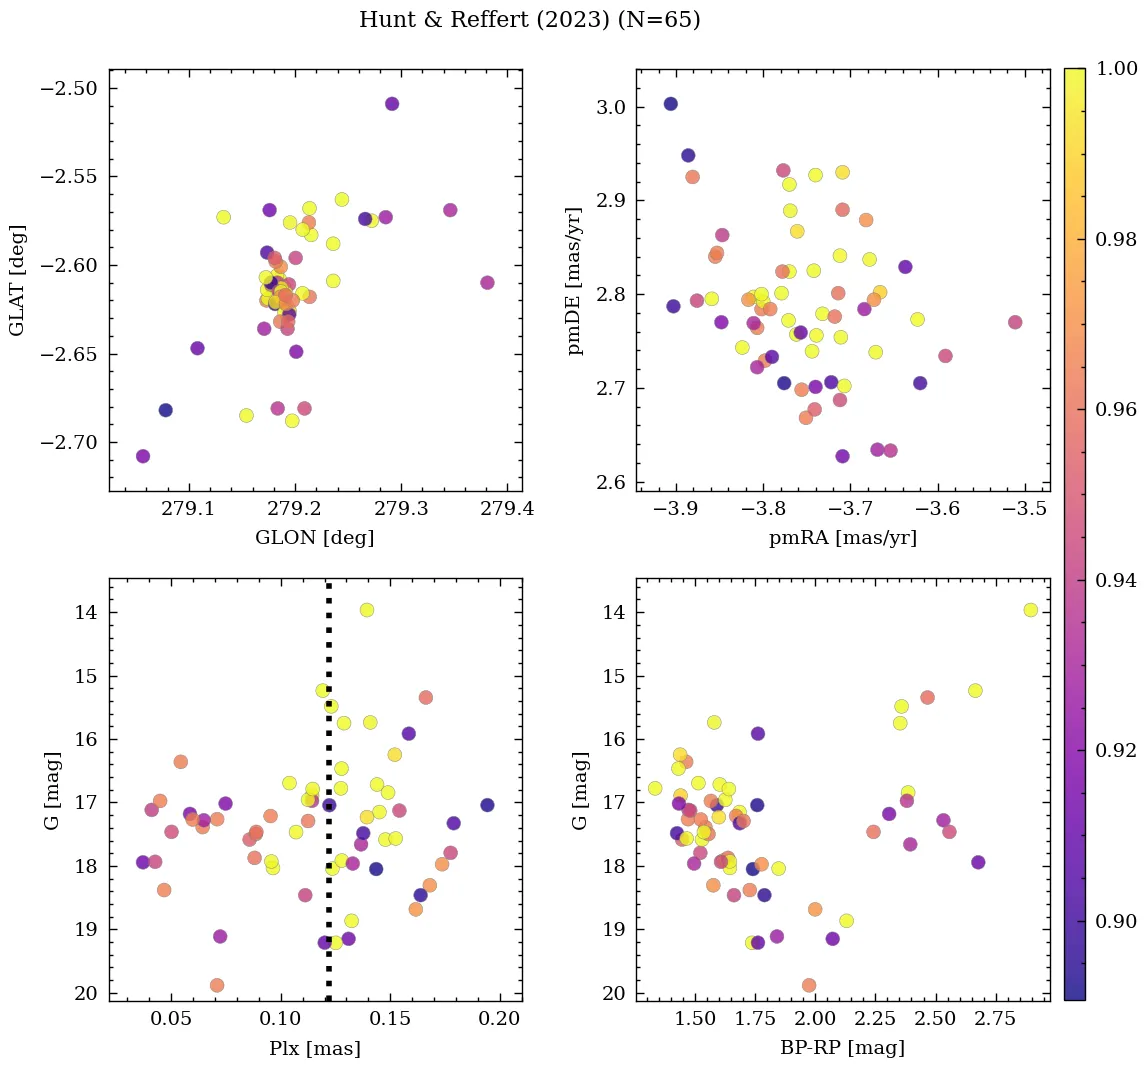 Hunt & Reffert (2023) (N=65)
−2.50
−2.55
−2.60
−2.65
−2.70
GLAT [deg]
279.1 279.2 279.3 279.4
GLON [deg]
3.0
2.9
2.8
2.7
2.6
pmDE [mas/yr]
−3.9 −3.8 −3.7 −3.6 −3.5
pmRA [mas/yr]
1.00
0.98
0.96
0.94
0.92
0.90
14
15
16
17
18
19
20
G [mag]
0.05 0.10 0.15 0.20
Plx [mas]
14
15
16
17
18
19
20
G [mag]
1.50 1.75 2.00 2.25 2.50 2.75
BP-RP [mag]